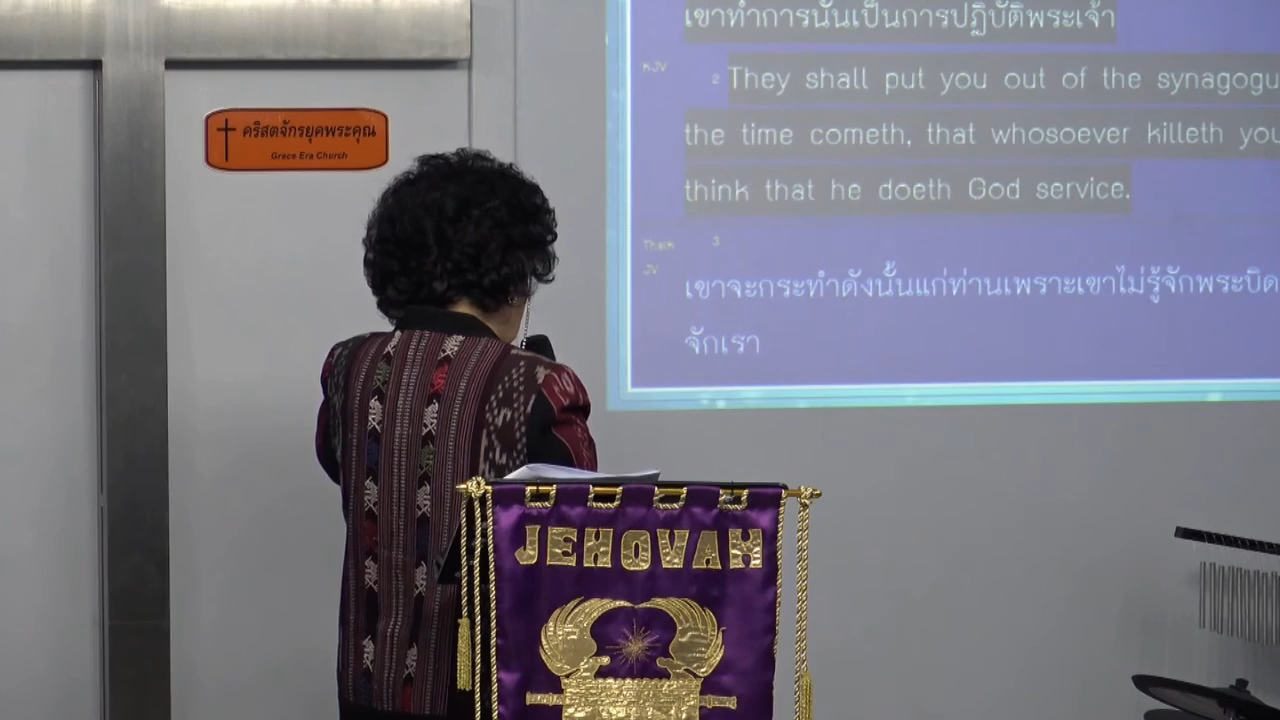 เขาทำการนั้นเป็นการปฏิบัติพระเจ้า
KJV 2 They shall put you out of the synagogu
the time cometh, that whosoever killeth you
think that he doeth God service.
ThaiK 3
JV
เขาจะกระทำดังนั้นแก่ท่านเพราะเขาไม่รู้จักพระบิด
จักเรา
คริสตจักรยุคพระคุณ
Grace Era Church
JEHOVAH